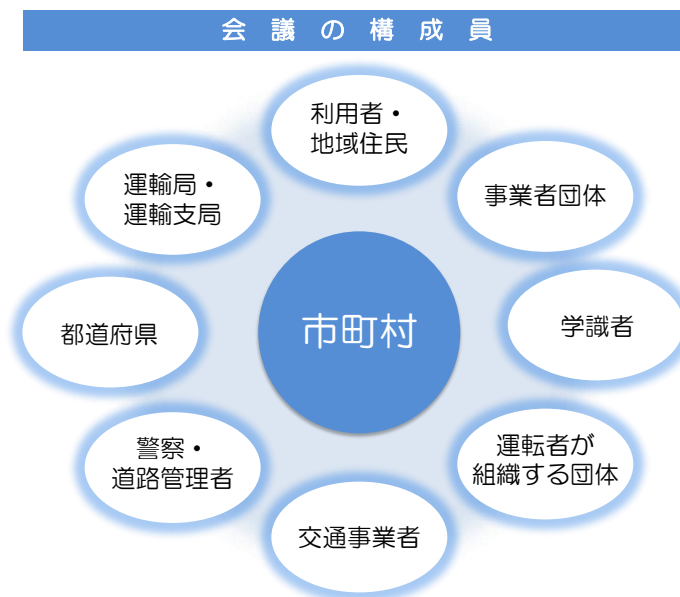 会議の構成員
利用者・
地域住民
事業者団体
学識者
運転者が
組織する団体
交通事業者
警察・
道路管理者
都道府県
運輸局・
運輸支局
市町村